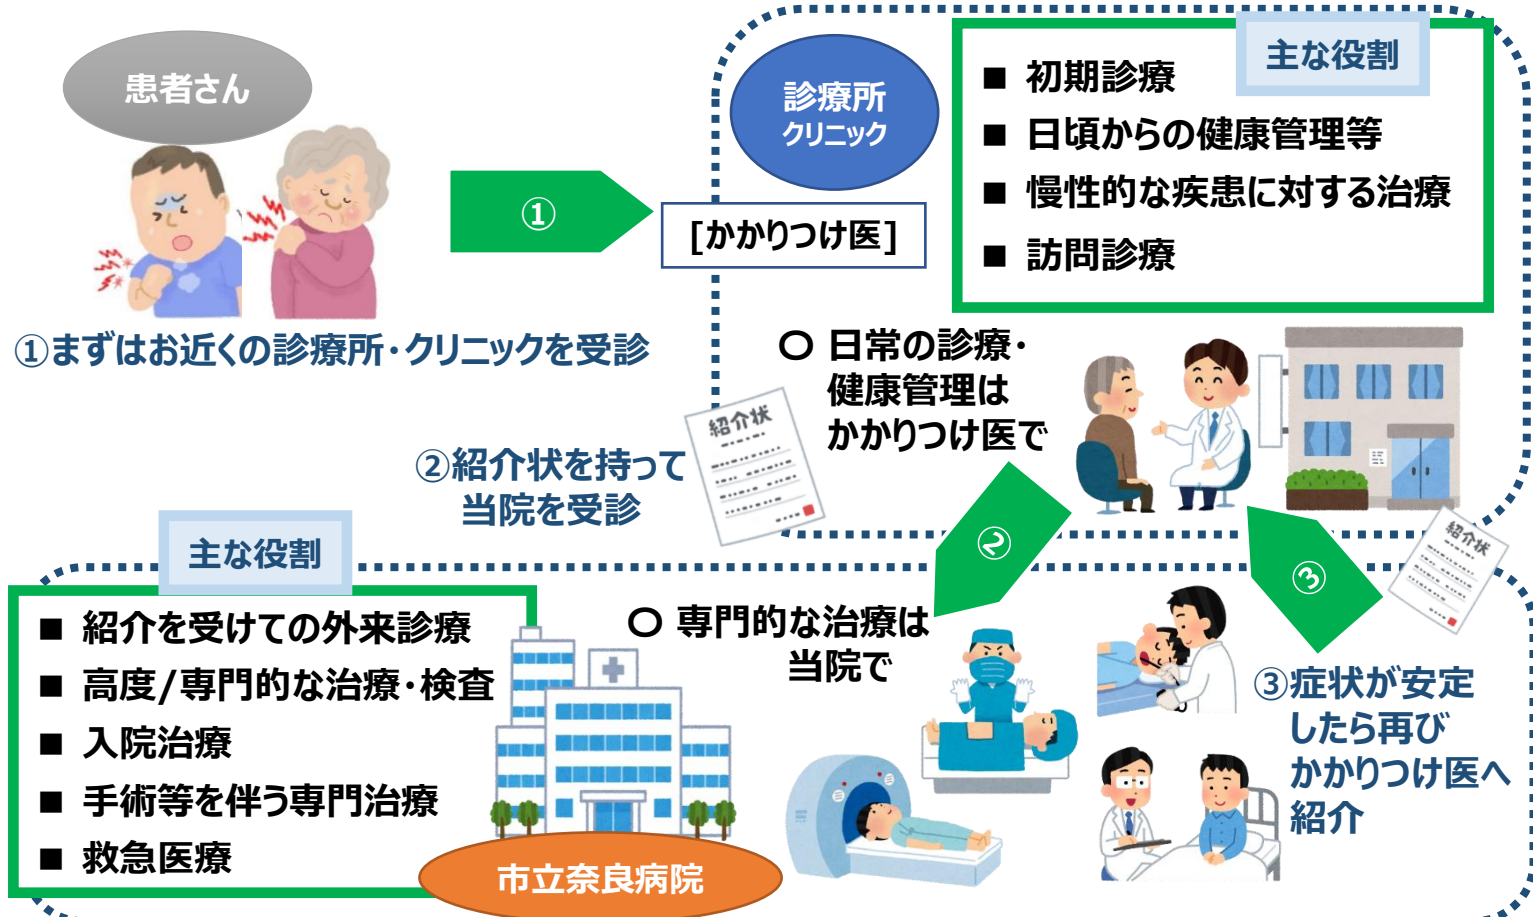 患者さん
①
①まずはお近くの診療所・クリニックを受診
診療所
クリニック
[かかりつけ医]
主な役割
■ 初期診療
■ 日頃からの健康管理等
■ 慢性的な疾患に対する治療
■ 訪問診療
〇 日常の診療・
健康管理は
かかりつけ医で
紹介状
②紹介状を持って
当院を受診
②
③
紹介状
主な役割
■ 紹介を受けての外来診療
■ 高度/専門的な治療・検査
■ 入院治療
■ 手術等を伴う専門治療
■ 救急医療
市立奈良病院
〇 専門的な治療は
当院で
③症状が安定
したら再び
かかりつけ医へ
紹介